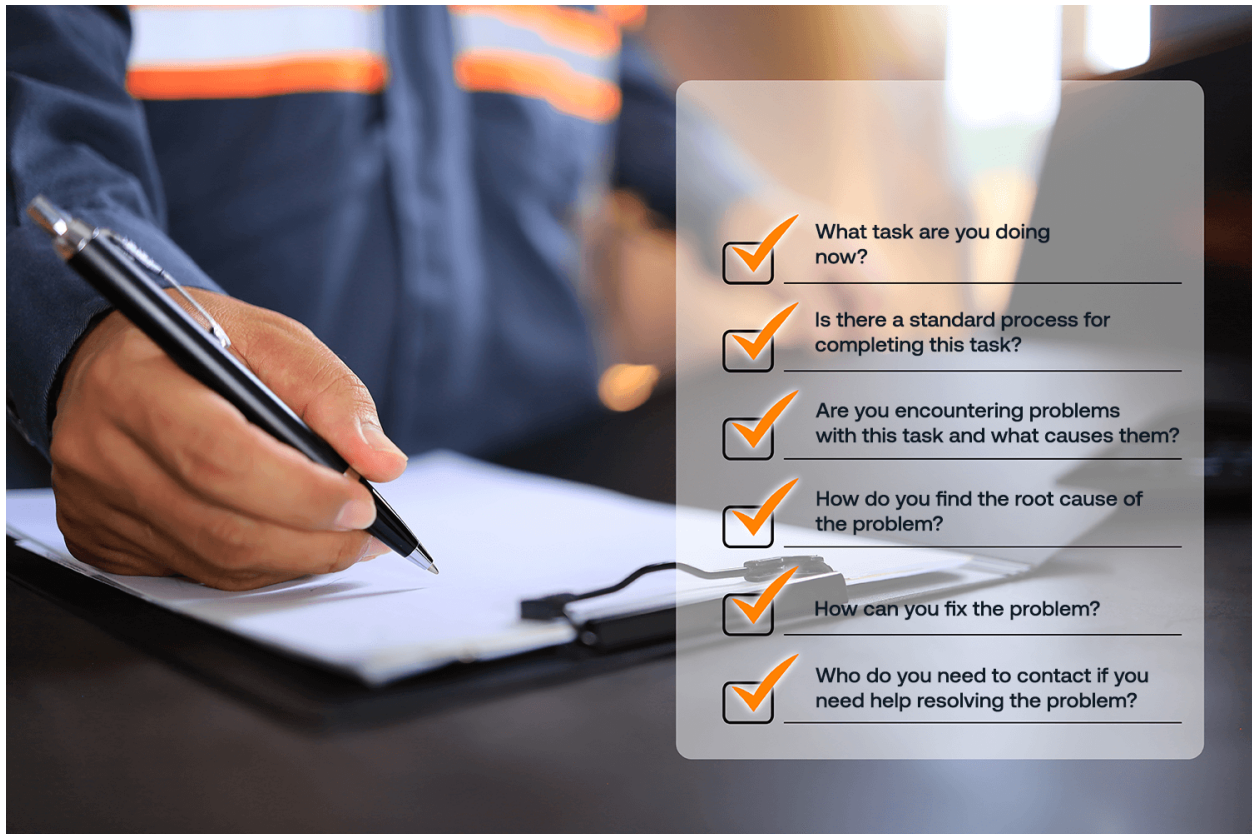 What task are you doing
now?
Is there a standard process for
completing this task?
Are you encountering problems
with this task and what causes them?
How do you find the root cause of
the problem?
How can you fix the problem?
Who do you need to contact if you
need help resolving the problem?